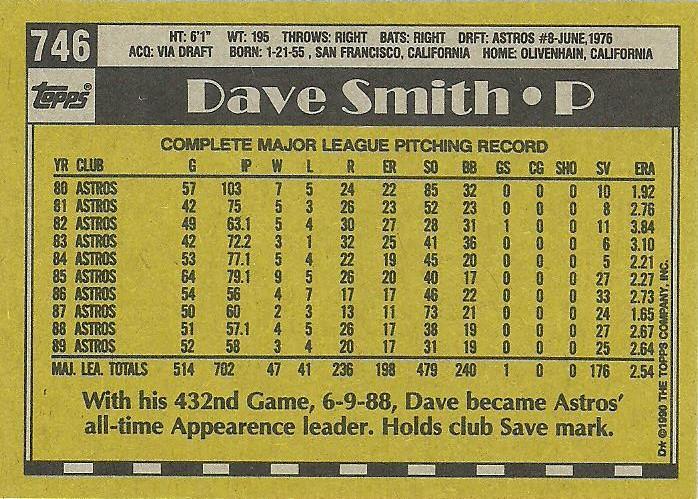 746
HT: 6'1" WT: 195 THROWS: RIGHT BATS: RIGHT DRFT: ASTROS #8-JUNE,1976
ACQ: VIA DRAFT BORN: 1-21-55 , SAN FRANCISCO, CALIFORNIA HOME: OLIVENHAIN, CALIFORNIA
TOPPS®
Dave Smith • P
COMPLETE MAJOR LEAGUE PITCHING RECORD
YR CLUB G IP W L R ER SO BB GS CG SHO SV ERA
80 ASTROS 57 103 7 5 24 22 85 32 0 0 0 10 1.92
81 ASTROS 42 75 5 3 26 23 52 23 0 0 0 8 2.76
82 ASTROS 49 63.1 5 4 30 27 28 31 1 0 0 11 3.84
83 ASTROS 42 72.2 3 1 32 25 41 36 0 0 0 6 3.10
84 ASTROS 53 77.1 5 4 22 19 45 20 0 0 0 5 2.21
85 ASTROS 64 79.1 9 5 26 20 40 17 0 0 0 27 2.27
86 ASTROS 54 56 4 7 17 17 46 22 0 0 0 33 2.73
87 ASTROS 50 60 2 3 13 11 73 21 0 0 0 24 1.65
88 ASTROS 51 57.1 4 5 26 17 38 19 0 0 0 27 2.67
89 ASTROS 52 58 3 4 20 17 31 19 0 0 0 25 2.64
MAJ. LEA. TOTALS 514 702 47 41 236 198 479 240 1 0 0 176 2.54
With his 432nd Game, 6-9-88, Dave became Astros'
all-time Appearence leader. Holds club Save mark.
D* © 1990 THE TOPPS COMPANY, INC.